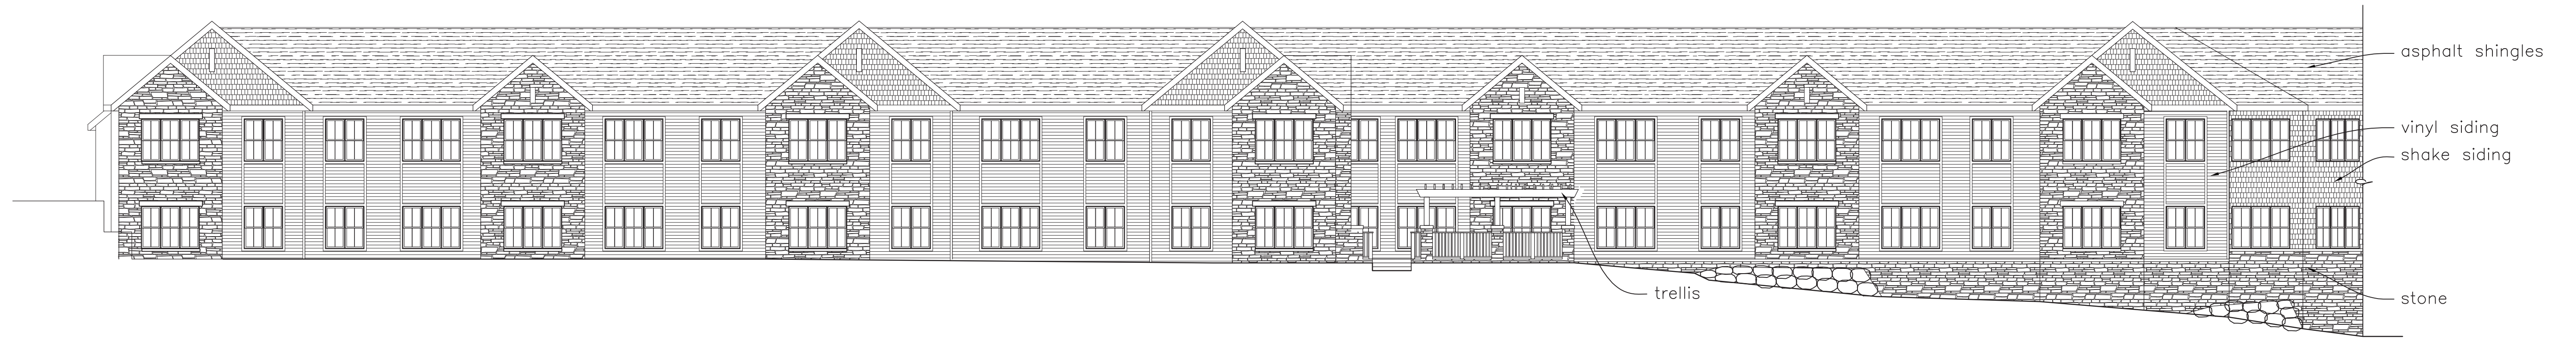 asphalt shingles
vinyl siding
shake siding
trellis
stone